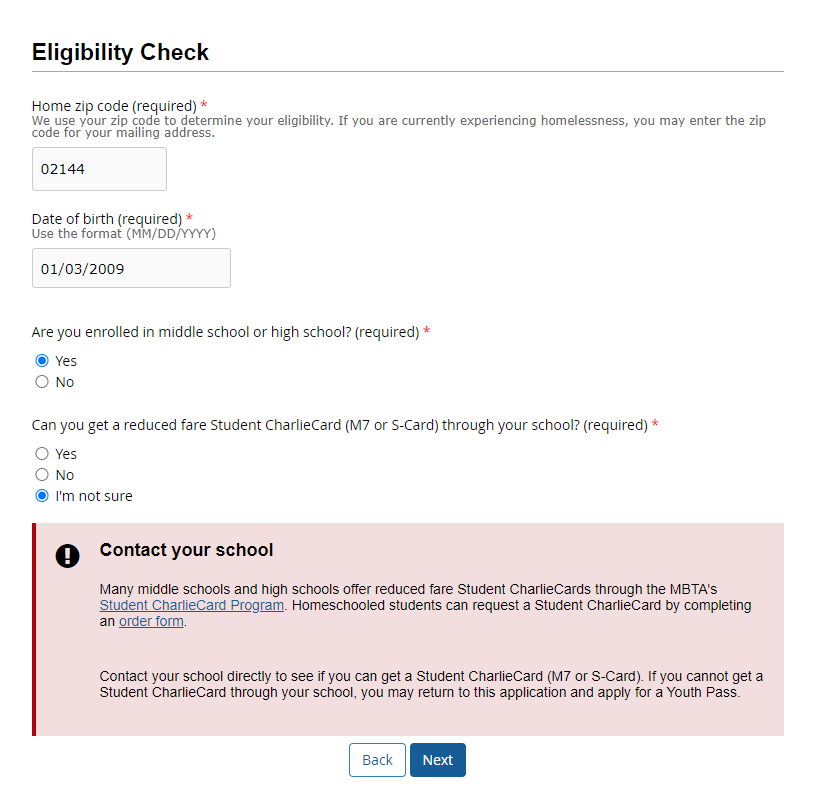 Eligibility Check
Home zip code (required) *
We use your zip code to determine your eligibility. If you are currently experiencing homelessness, you may enter the zip
code for your mailing address.
02144
Date of birth (required) *
Use the format (MM/DD/YYYY)
01/03/2009
Are you enrolled in middle school or high school? (required) *
Yes
No
Can you get a reduced fare Student CharlieCard (M7 or S-Card) through your school? (required) *
Yes
No
I'm not sure
Contact your school
Many middle schools and high schools offer reduced fare Student CharlieCards through the MBTA's
Student CharlieCard Program. Homeschooled students can request a Student CharlieCard by completing
an order form.
Contact your school directly to see if you can get a Student CharlieCard (M7 or S-Card). If you cannot get a
Student CharlieCard through your school, you may return to this application and apply for a Youth Pass.
Back Next